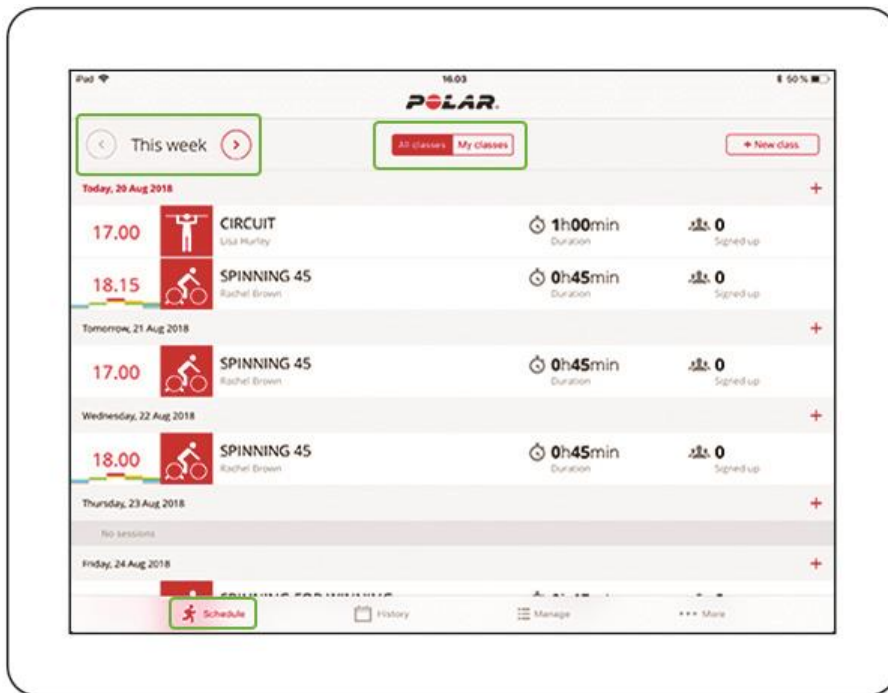 iPad 16.03 50%
POLAR.
This week All classes My classes + New class
Today, 20 Aug 2018 +
17.00 CIRCUIT 1h00min 0
Lisa Hurley Duration Signed up
18.15 SPINNING 45 0h45min 0
Rachel Brown Duration Signed up
Tomorrow, 21 Aug 2018 +
17.00 SPINNING 45 0h45min 0
Rachel Brown Duration Signed up
Wednesday, 22 Aug 2018 +
18.00 SPINNING 45 0h45min 0
Rachel Brown Duration Signed up
Thursday, 23 Aug 2018 +
No sessions
Friday, 24 Aug 2018 +
SPINNING FOR WINNING
Schedule History Manage More